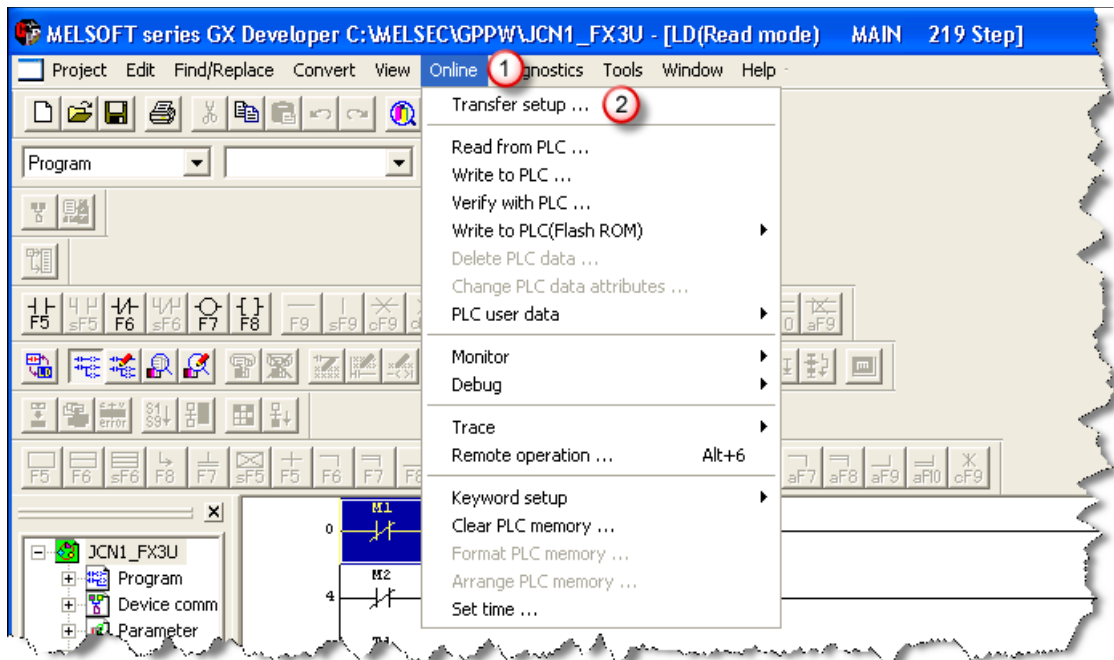 MELSOFT series GX Developer C:\MELSEC\GPPW\JCN1_FX3U - [LD(Read mode)    MAIN    219 Step]
Project Edit Find/Replace Convert View Online 1 gnostics Tools Window Help
Transfer setup ... 2
Read from PLC ...
Program
Write to PLC ...
Verify with PLC ...
Write to PLC(Flash ROM)
Delete PLC data ...
Change PLC data attributes ...
PLC user data
F5 sF5 F6 sF6 F7 F8 F9 sF9 cF9 aF9
Monitor
Debug
error S1 S9
Trace
Remote operation ... Alt+6
F5 F6 sF6 F8 F7 sF5 F5 F6 F7 aF7 aF8 aF9 aF10 cF9
Keyword setup
Clear PLC memory ...
Format PLC memory ...
Arrange PLC memory ...
Set time ...
M1
0
JCN1_FX3U
Program
M2
4
Device comm
Parameter